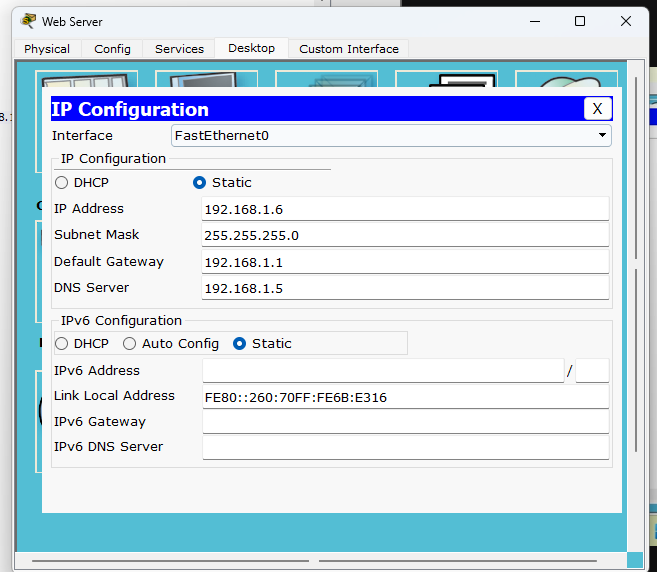 Web Server
Physical Config Services Desktop Custom Interface
IP Configuration X
Interface FastEthernet0
IP Configuration
DHCP Static
IP Address 192.168.1.6
Subnet Mask 255.255.255.0
Default Gateway 192.168.1.1
DNS Server 192.168.1.5
IPv6 Configuration
DHCP Auto Config Static
IPv6 Address /
Link Local Address FE80::260:70FF:FE6B:E316
IPv6 Gateway
IPv6 DNS Server